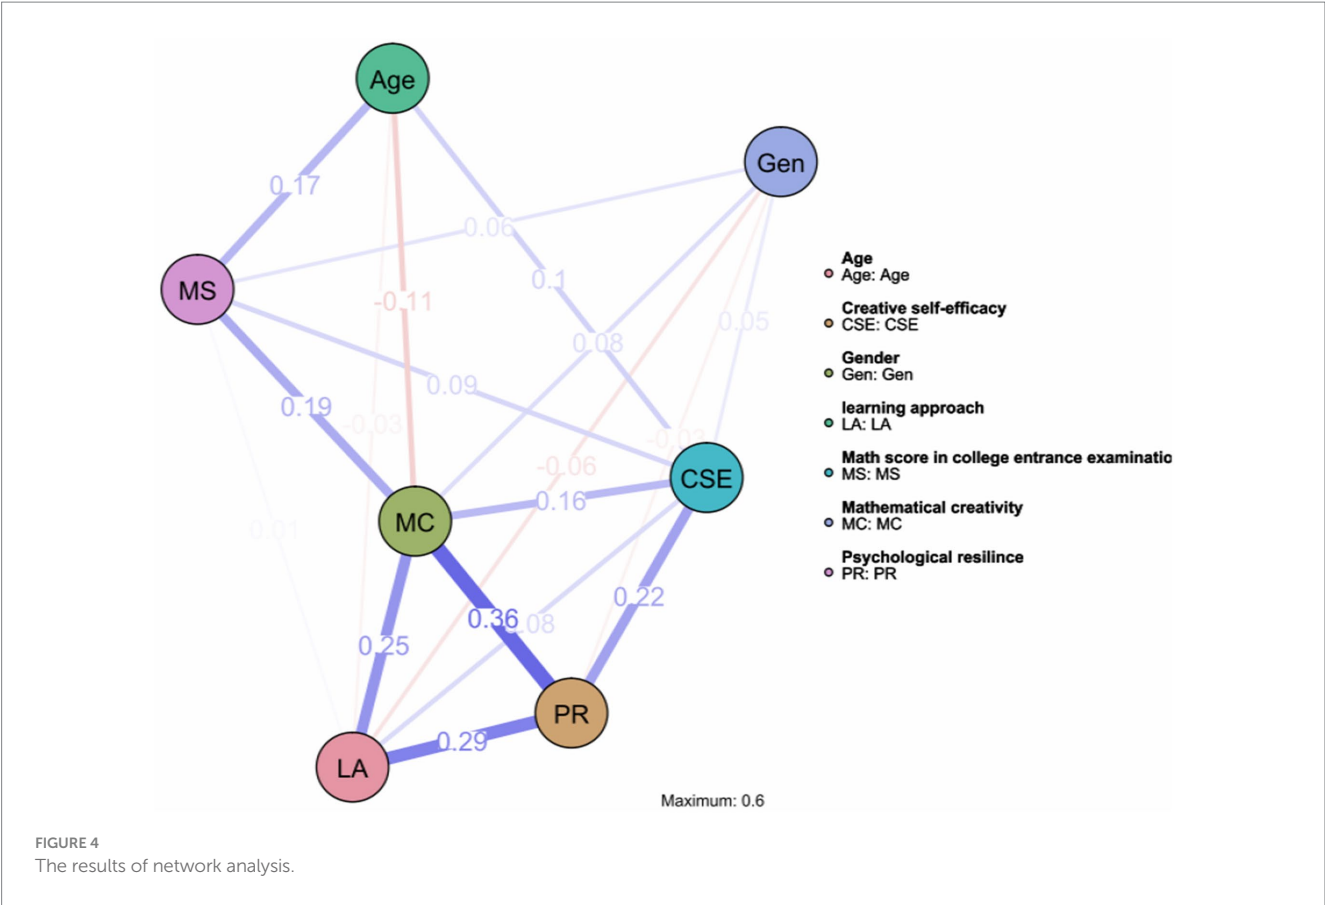 Age
Gen
0.17
0.06
MS
0.1
-0.11
0.05
0.08
0.09
0.19
-0.03
-0.06
CSE
0.16
MC
0.01
0.22
0.36
08
0.25
PR
0.29
LA
Age
Age: Age
Creative self-efficacy
CSE: CSE
Gender
Gen: Gen
learning approach
LA: LA
Math score in college entrance examinatio
MS: MS
Mathematical creativity
MC: MC
Psychological resilince
PR: PR
Maximum: 0.6
FIGURE 4
The results of network analysis.